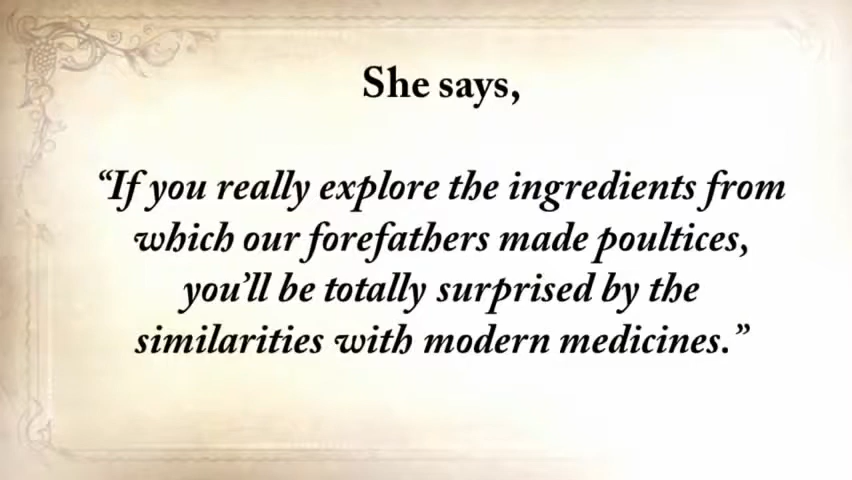 She says,
“If you really explore the ingredients from
which our forefathers made poultices,
you’ll be totally surprised by the
similarities with modern medicines.”